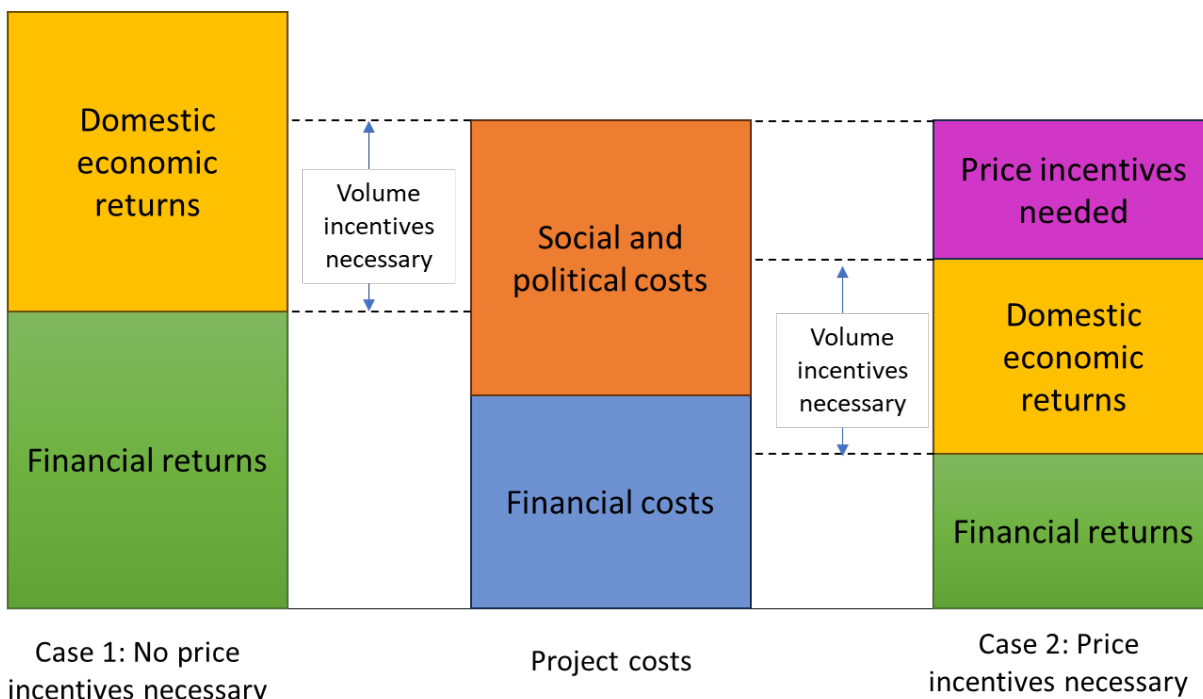 Domestic
economic
returns
Financial returns
Case 1: No price
incentives necessary
Volume
incentives
necessary
Social and
political costs
Financial costs
Project costs
Volume
incentives
necessary
Price incentives
needed
Domestic
economic
returns
Financial returns
Case 2: Price
incentives necessary